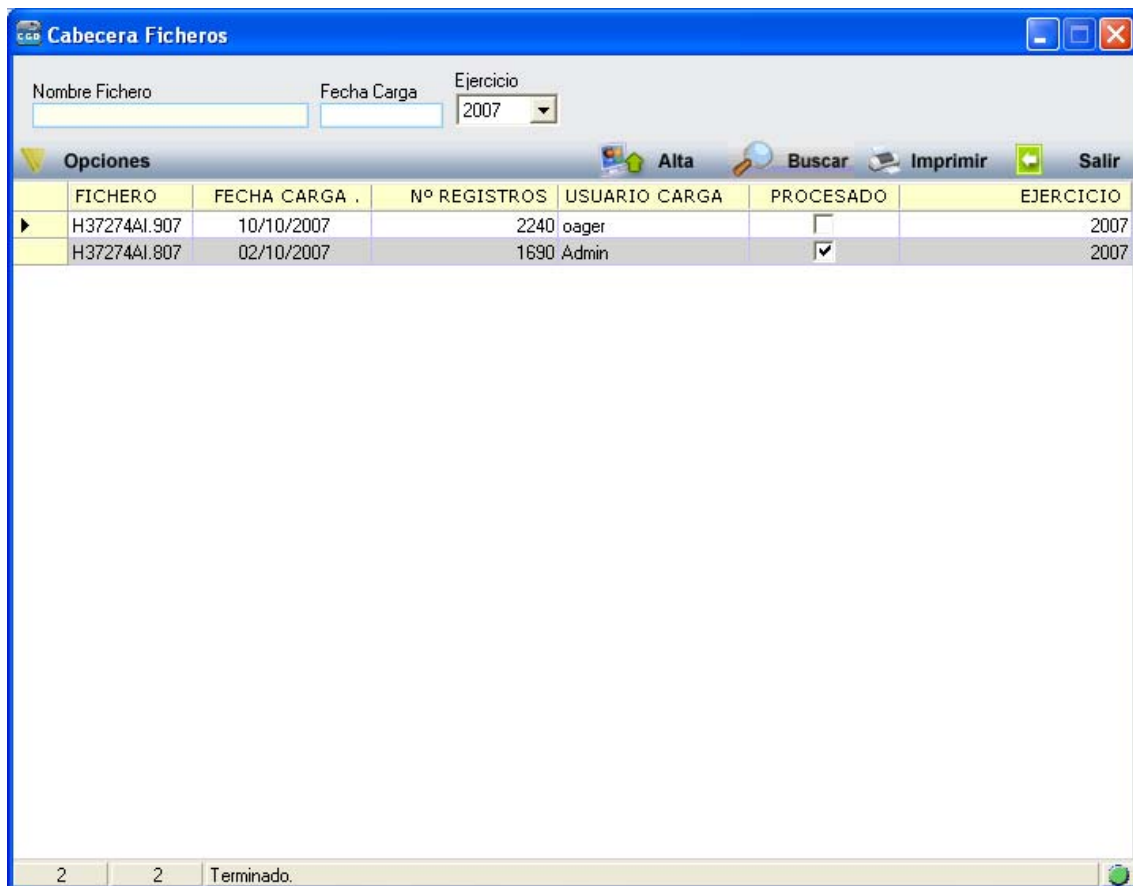 CGD Cabecera Ficheros
Nombre Fichero Fecha Carga Ejercicio
2007
Opciones Alta Buscar Imprimir Salir
FICHERO FECHA CARGA . Nº REGISTROS USUARIO CARGA PROCESADO EJERCICIO
H37274AI.907 10/10/2007 2240 oager 2007
H37274AI.807 02/10/2007 1690 Admin 2007
2 2 Terminado.